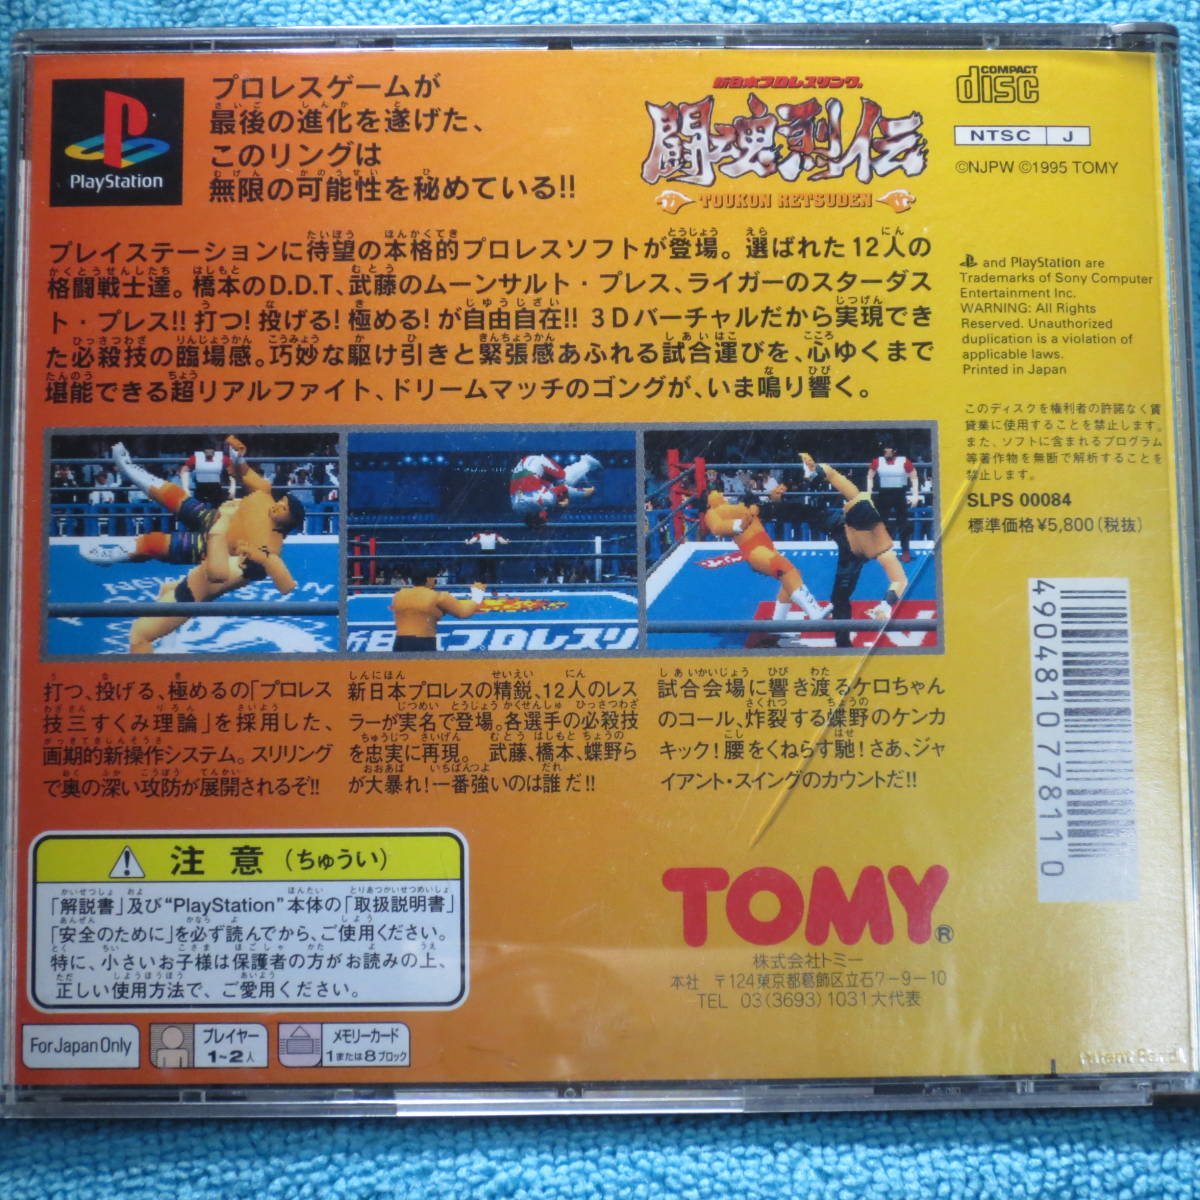 PlayStation
プロレスゲームが
最後の進化を遂げた、
このリングは
無限の可能性を秘めている!!
新日本プロレスリング
闘魂烈伝
TOUKON RETSUDEN
COMPACT
disc
NTSC J
©NJPW ©1995 TOMY
プレイステーションに待望の本格的プロレスソフトが登場。選ばれた12人の
格闘戦士達。橋本のD.D.T、武藤のムーンサルト・プレス、ライガーのスターダス
ト・プレス!! 打つ! 投げる! 極める! が自由自在!! 3Dバーチャルだから実現でき
た必殺技の臨場感。巧妙な駆け引きと緊張感あふれる試合運びを、心ゆくまで
堪能できる超リアルファイト、ドリームマッチのゴングが、いま鳴り響く。
and PlayStation are
Trademarks of Sony Computer
Entertainment Inc.
WARNING: All Rights
Reserved. Unauthorized
duplication is a violation of
applicable laws.
Printed in Japan
このディスクを権利者の許諾なく賃
貸業に使用することを禁止します。
また、ソフトに含まれるプログラム
等著作物を無断で解析することを
禁止します。
SLPS 00084
標準価格¥5,800(税抜)
4904810778110
新日本プロレスリ
打つ、投げる、極めるの「プロレス
技三すくみ理論」を採用した、
画期的新操作システム。スリリング
で奥の深い攻防が展開されるぞ!!
新日本プロレスの精鋭、12人のレス
ラーが実名で登場。各選手の必殺技
を忠実に再現。 武藤、橋本、蝶野ら
が大暴れ!一番強いのは誰だ!!
試合会場に響き渡るケロちゃん
のコール、炸裂する蝶野のケンカ
キック! 腰をくねらす馳! さあ、ジャ
イアント・スイングのカウントだ!!
注意(ちゅうい)
「解説書」及び“PlayStation”本体の「取扱説明書」
「安全のために」を必ず読んでから、ご使用ください。
特に、小さいお子様は保護者の方がお読みの上、
正しい使用方法で、ご愛用ください。
For Japan Only
プレイヤー
1~2人
メモリーカード
1または8ブロック
TOMY®
株式会社トミー
本社 〒124東京都葛飾区立石7-9-10
TEL 03(3693)1031大代表